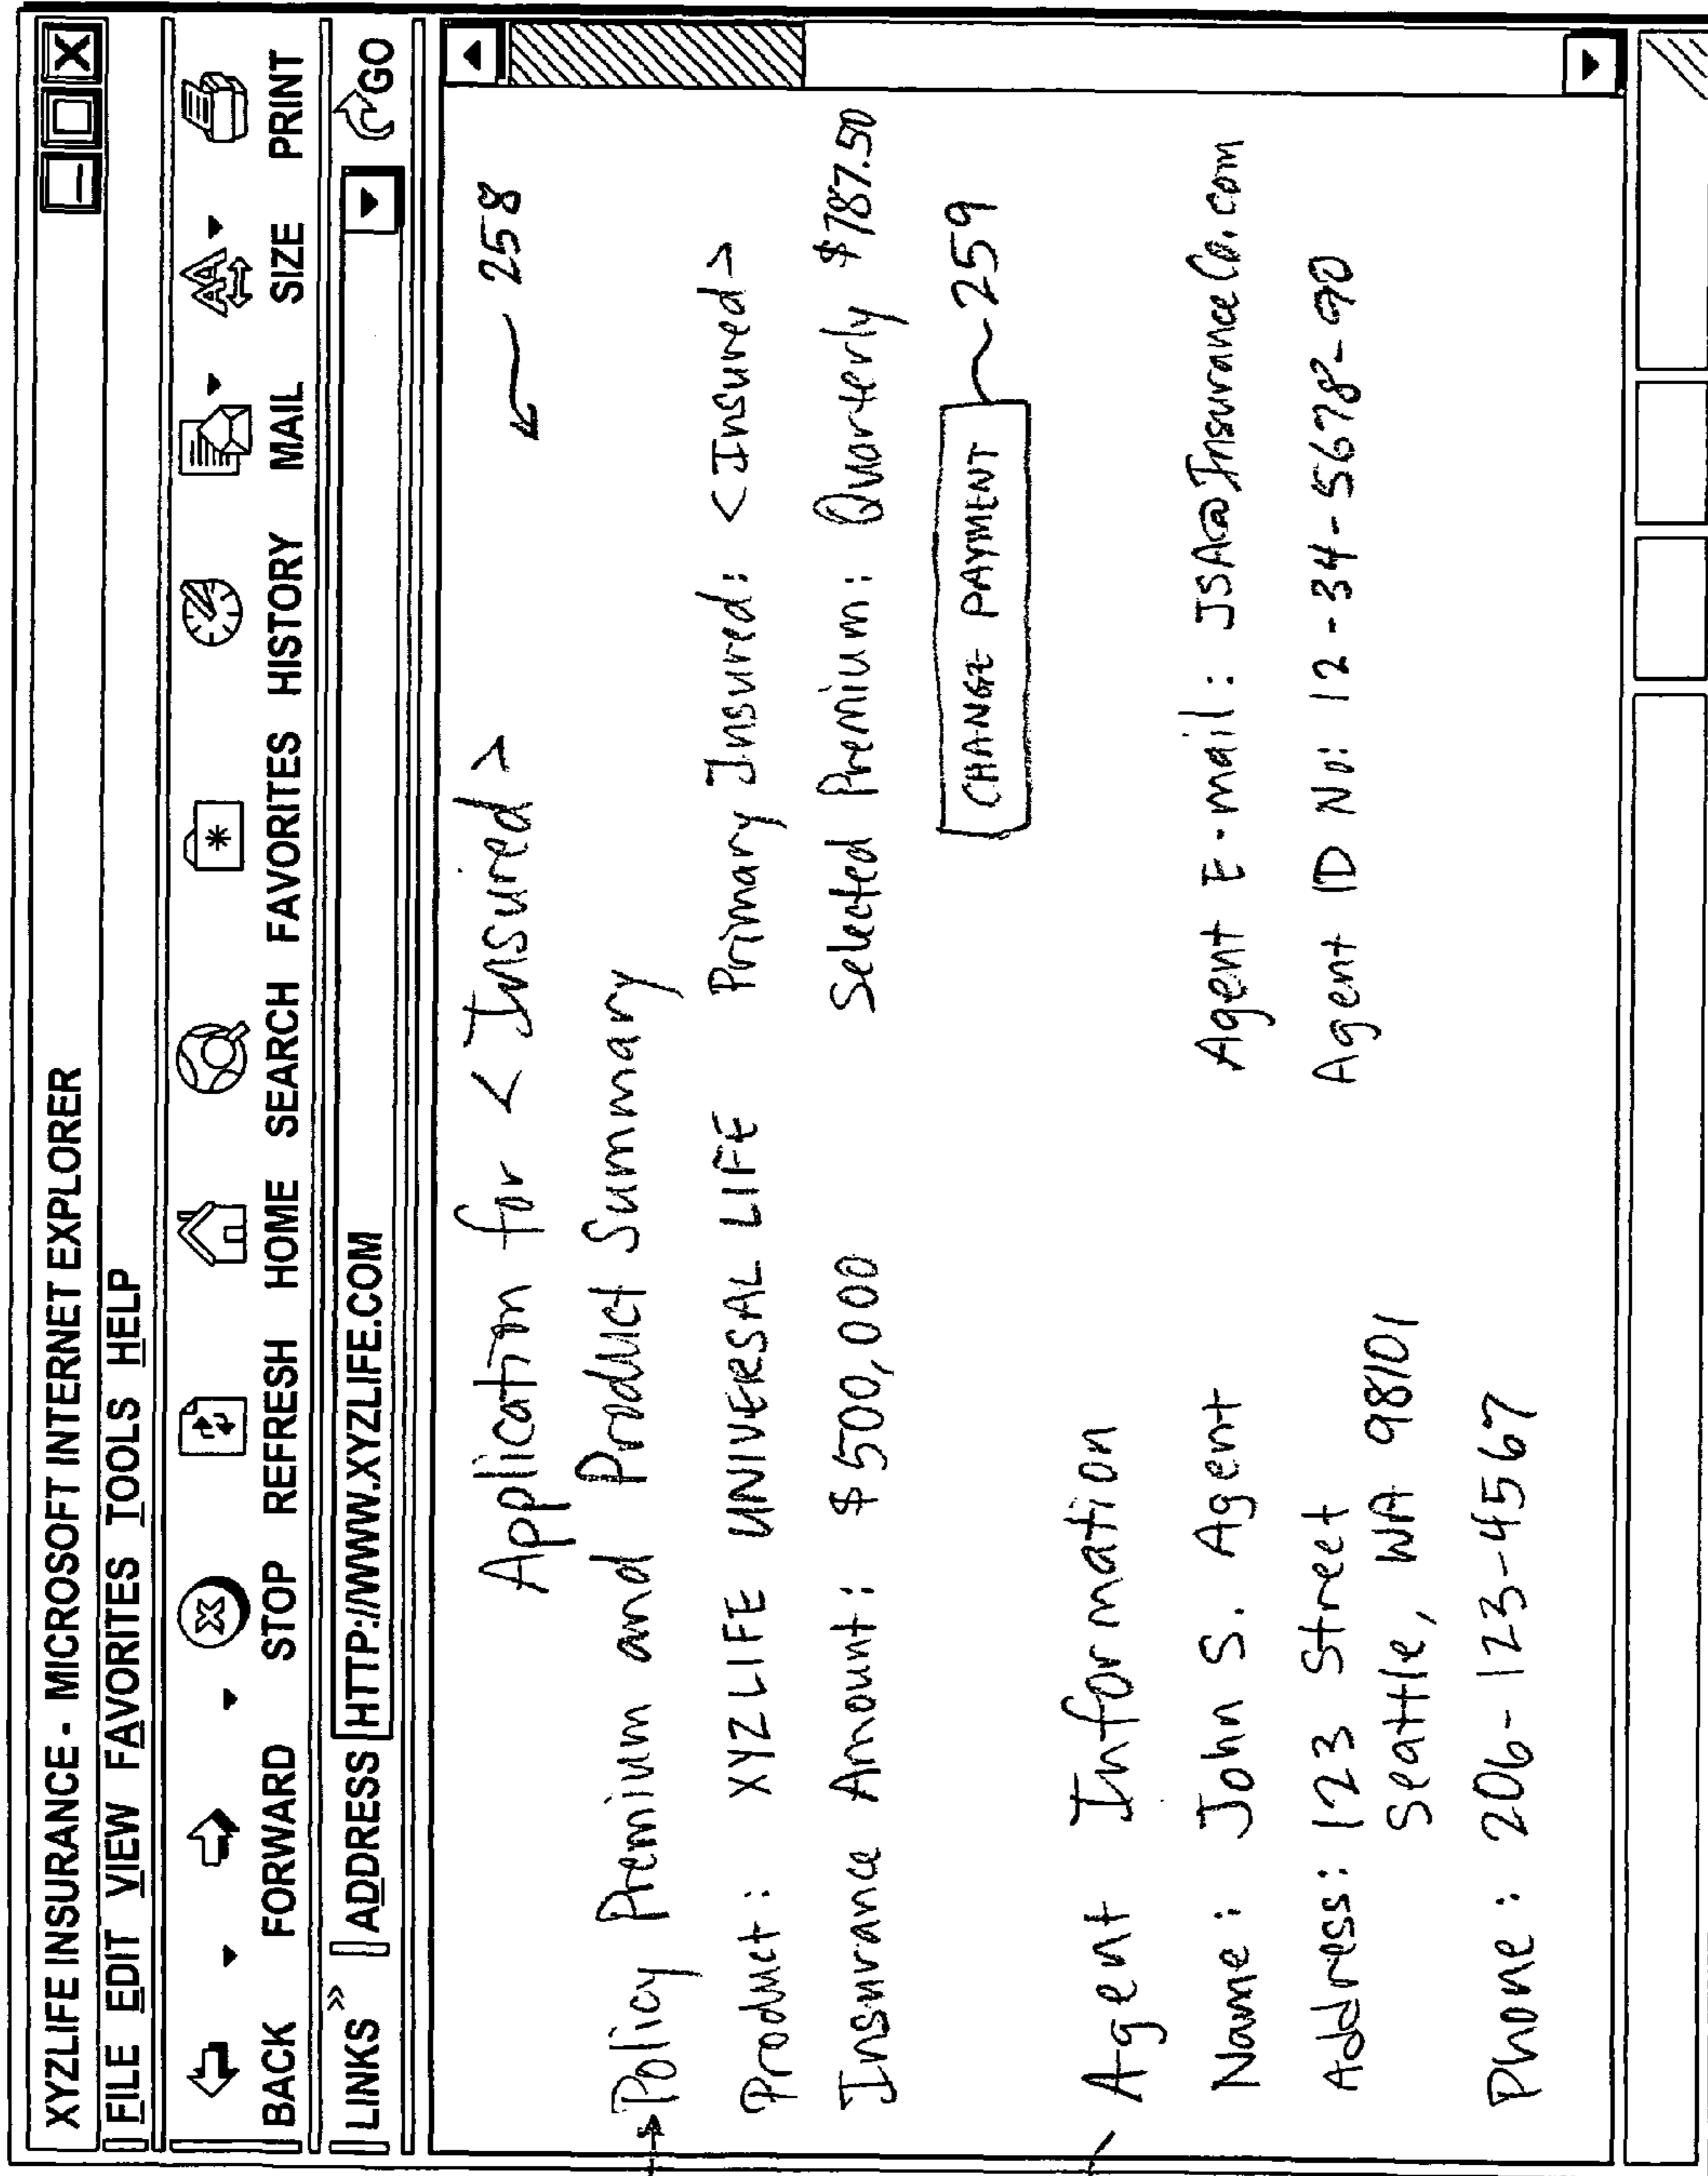 XYZLIFE INSURANCE - MICROSOFT INTERNET EXPLORER
FILE EDIT VIEW FAVORITES TOOLS HELP
BACK FORWARD STOP REFRESH HOME SEARCH FAVORITES HISTORY MAIL SIZE PRINT
LINKS » ADDRESS HTTP://WWW.XYZLIFE.COM GO
Application for <Insured> 258
Policy Premium and Product Summary
Product: XYZ LIFE UNIVERSAL LIFE Primary Insured: <Insured>
Insurance Amount: $500,000 Selected Premium: Quarterly $787.50
CHANGE PAYMENT 259
Agent Information
Name: John S. Agent Agent E-mail: JSA@InsuranceCo.com
Address: 123 Street Agent ID No: 12-34-5678-90
Seattle, WA 98101
Phone: 206-123-4567